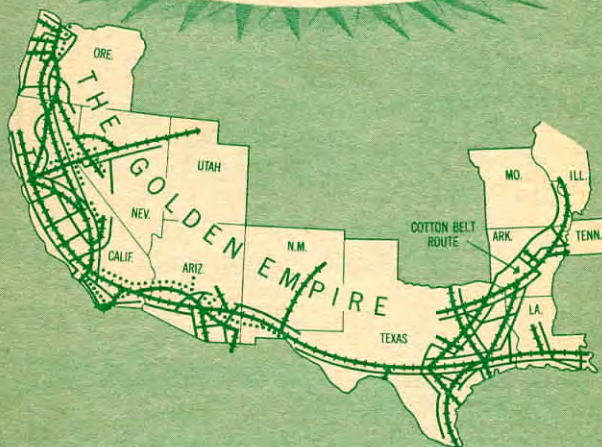 ORE.
THE GOLDEN EMPIRE
UTAH
NEV.
CALIF.
ARIZ.
N.M.
TEXAS
MO.
ILL.
COTTON BELT
ROUTE
ARK.
TENN.
LA.